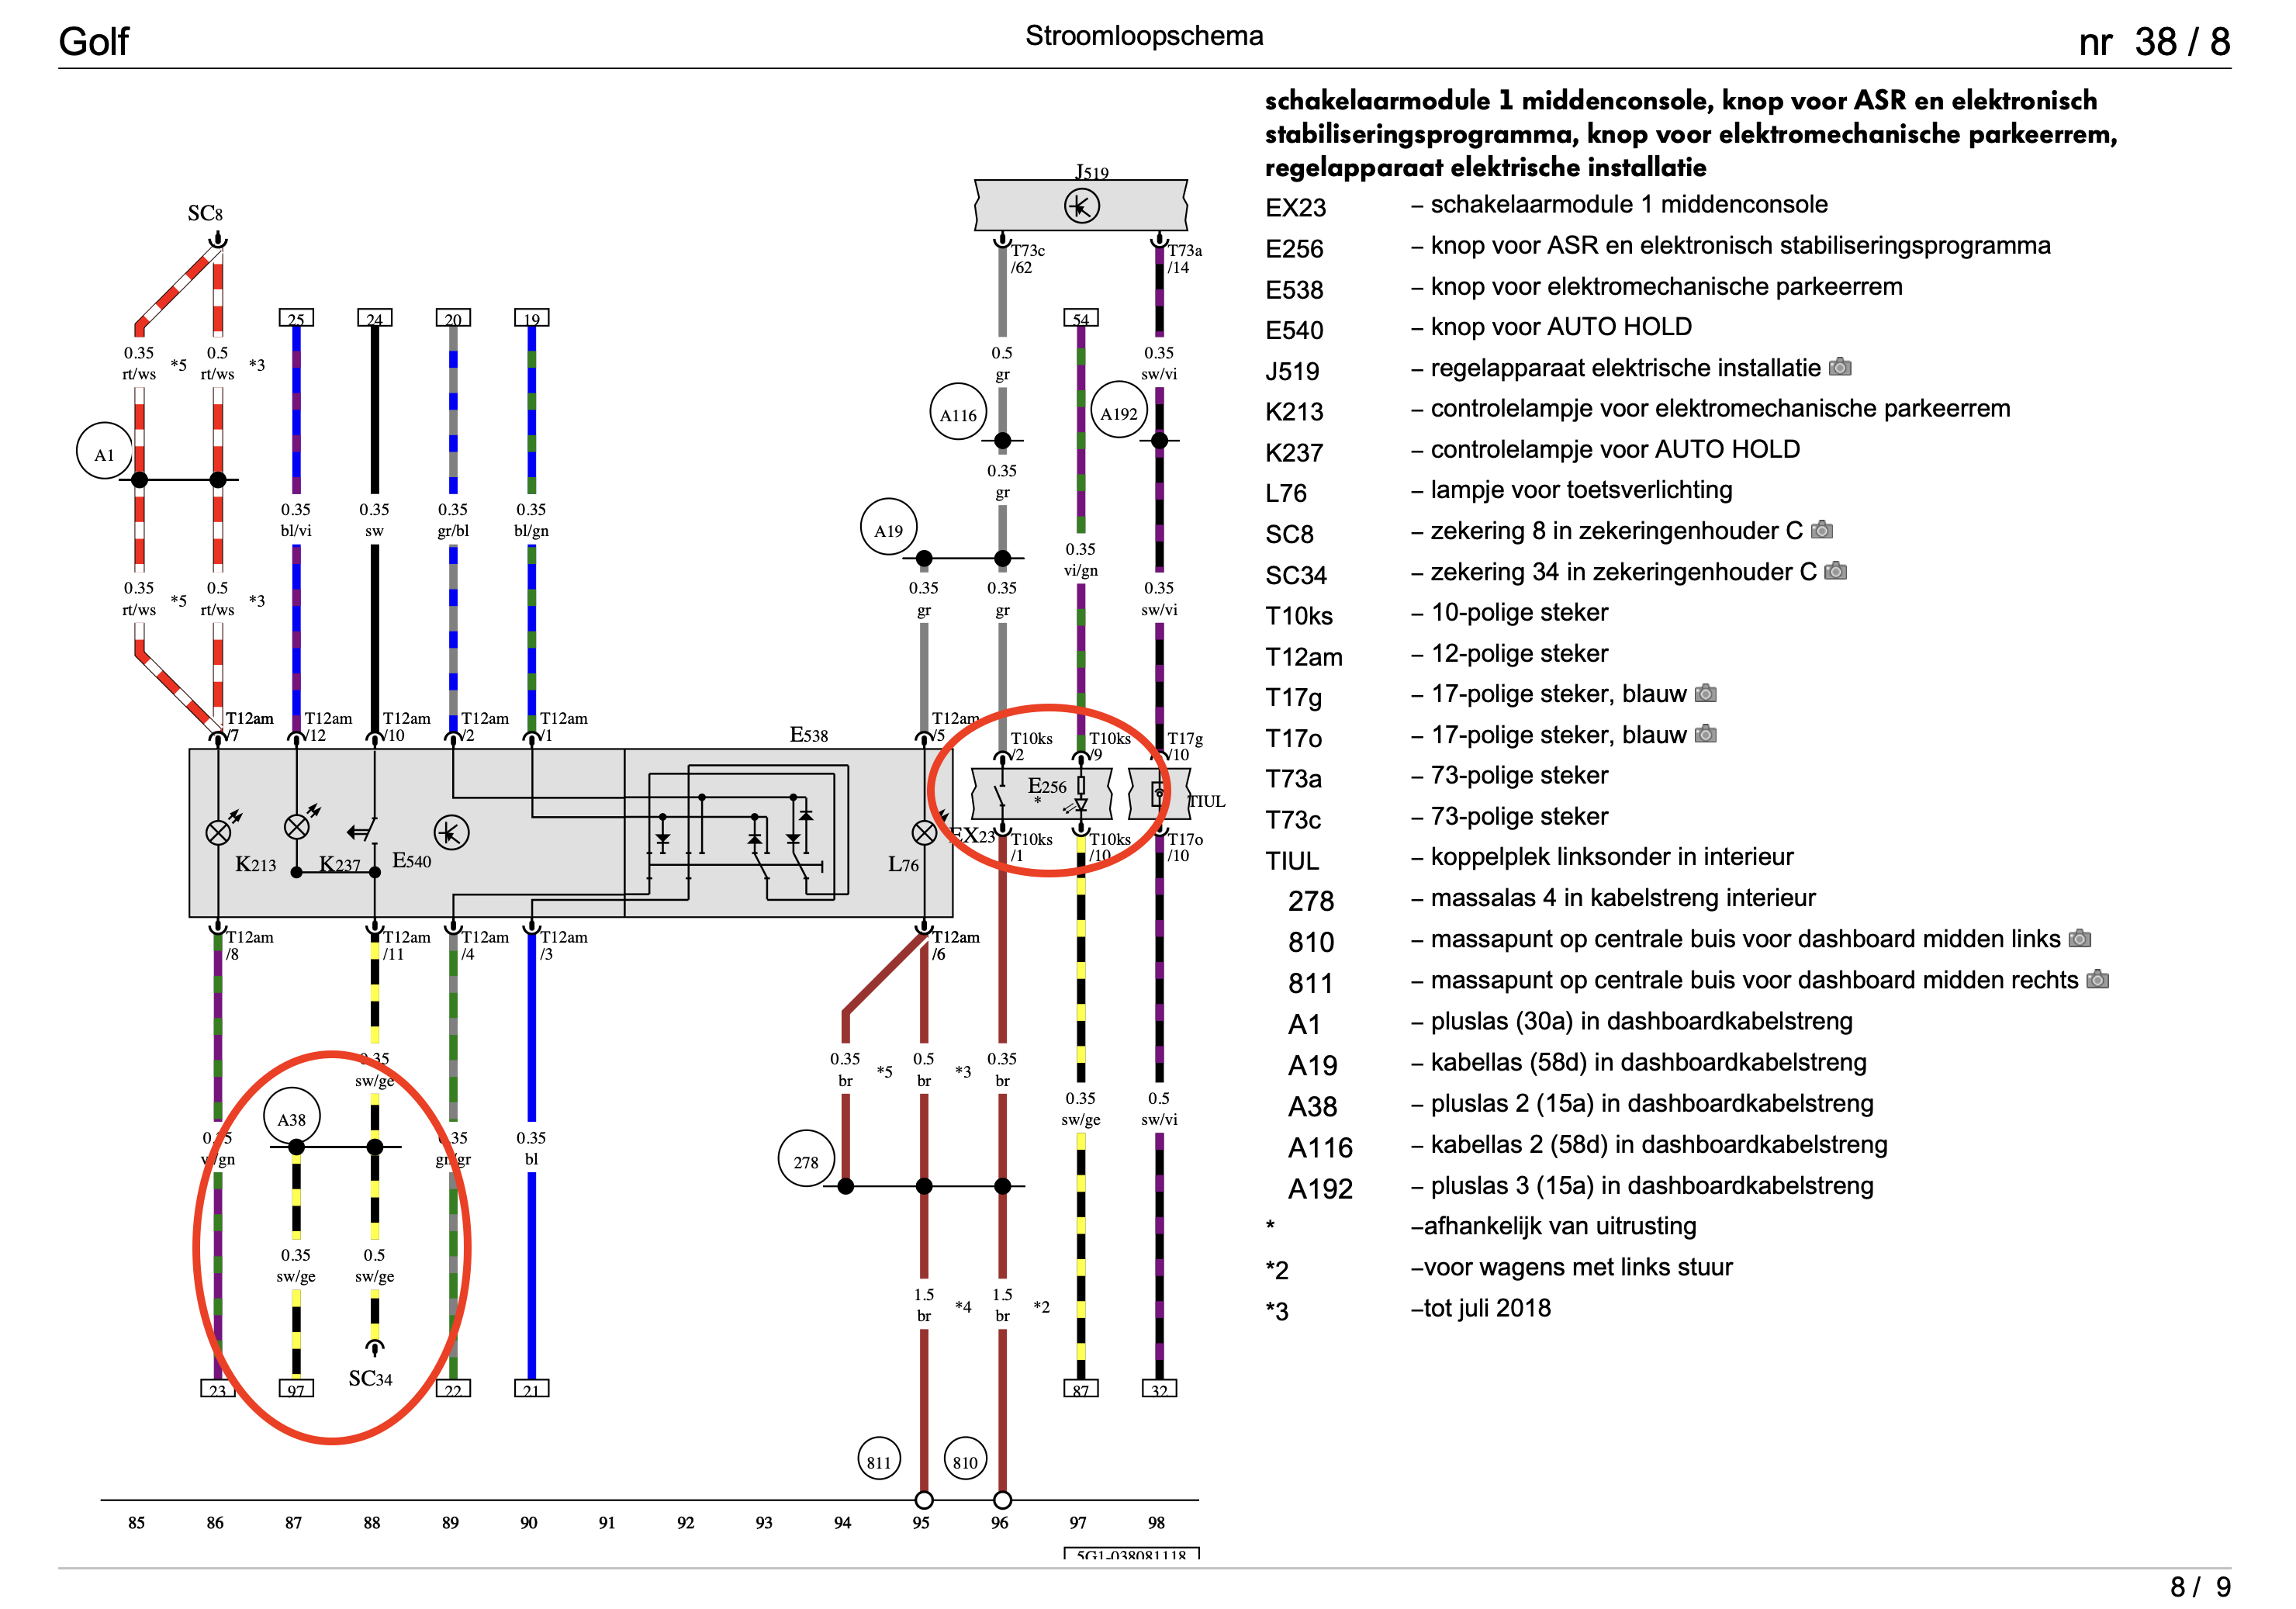 Golf
Stroomloopschema
nr 38 / 8
schakelaarmodule 1 middenconsole, knop voor ASR en elektronisch
stabiliseringsprogramma, knop voor elektromechanische parkeerrem,
regelapparaat elektrische installatie
EX23 – schakelaarmodule 1 middenconsole
E256 – knop voor ASR en elektronisch stabiliseringsprogramma
E538 – knop voor elektromechanische parkeerrem
E540 – knop voor AUTO HOLD
J519 – regelapparaat elektrische installatie
K213 – controlelampje voor elektromechanische parkeerrem
K237 – controlelampje voor AUTO HOLD
L76 – lampje voor toetsverlichting
SC8 – zekering 8 in zekeringenhouder C
SC34 – zekering 34 in zekeringenhouder C
T10ks – 10-polige steker
T12am – 12-polige steker
T17g – 17-polige steker, blauw
T17o – 17-polige steker, blauw
T73a – 73-polige steker
T73c – 73-polige steker
TIUL – koppelplek linksonder in interieur
278 – massalas 4 in kabelstreng interieur
810 – massapunt op centrale buis voor dashboard midden links
811 – massapunt op centrale buis voor dashboard midden rechts
A1 – pluslas (30a) in dashboardkabelstreng
A19 – kabellas (58d) in dashboardkabelstreng
A38 – pluslas 2 (15a) in dashboardkabelstreng
A116 – kabellas 2 (58d) in dashboardkabelstreng
A192 – pluslas 3 (15a) in dashboardkabelstreng
* –afhankelijk van uitrusting
*2 –voor wagens met links stuur
*3 –tot juli 2018
J519
SC8
T73c
/62
T73a
/14
25 24 20 19 54
0.35 *5 0.5 *3 0.5 0.35
rt/ws rt/ws gr sw/vi
A116 A192
A1
0.35
gr
0.35 0.35 0.35 0.35
bl/vi sw gr/bl bl/gn
A19
0.35
vi/gn
0.35 *5 0.5 *3 0.35 0.35 0.35
rt/ws rt/ws gr gr sw/vi
T12am T12am T12am T12am T12am T12am
/7 /12 /10 /2 /1 /5
E538
T10ks T10ks T17g
/2 /9 /10
E256
*
TIUL
EX23
T10ks T10ks T17o
/1 /10 /10
K213 K237 E540 L76
T12am T12am T12am T12am T12am
/8 /11 /4 /3 /6
0.35
sw/ge
0.35 *5 0.5 *3 0.35
br br br
A38
0.35 0.5
sw/ge sw/vi
0.35 0.35 0.35
vi/gn gn/gr bl
278
0.35 0.5
sw/ge sw/ge
1.5 *4 1.5 *2
br br
SC34
23 97 22 21 87 32
811 810
85 86 87 88 89 90 91 92 93 94 95 96 97 98
5G1-038081118
8 / 9